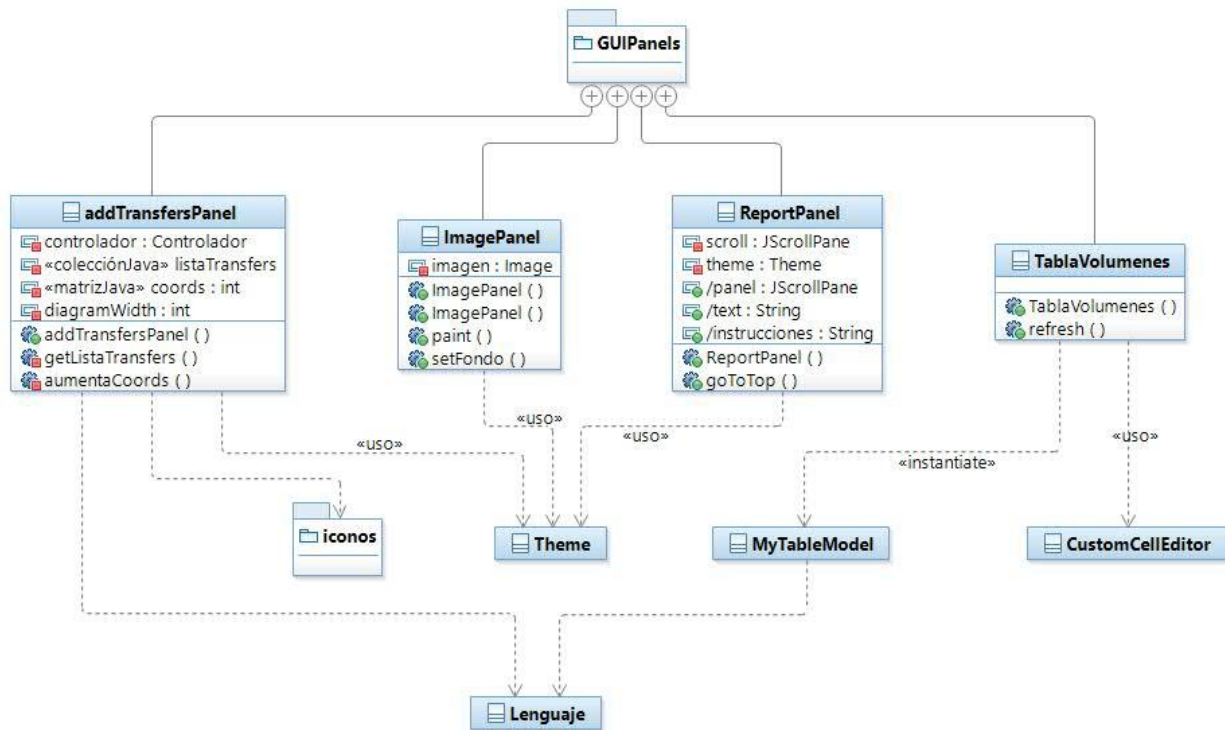 GUIPanels
addTransfersPanel
controlador : Controlador
«colecciónJava» listaTransfers
«matrizJava» coords : int
diagramWidth : int
addTransfersPanel ( )
getListaTransfers ( )
aumentaCoords ( )
ImagePanel
imagen : Image
ImagePanel ( )
ImagePanel ( )
paint ( )
setFondo ( )
ReportPanel
scroll : JScrollPane
theme : Theme
/panel : JScrollPane
/text : String
/instrucciones : String
ReportPanel ( )
goToTop ( )
TablaVolumenes
TablaVolumenes ( )
refresh ( )
«uso»
«uso»
«uso»
«instantiate»
«uso»
iconos
Theme
MyTableModel
CustomCellEditor
Lenguaje